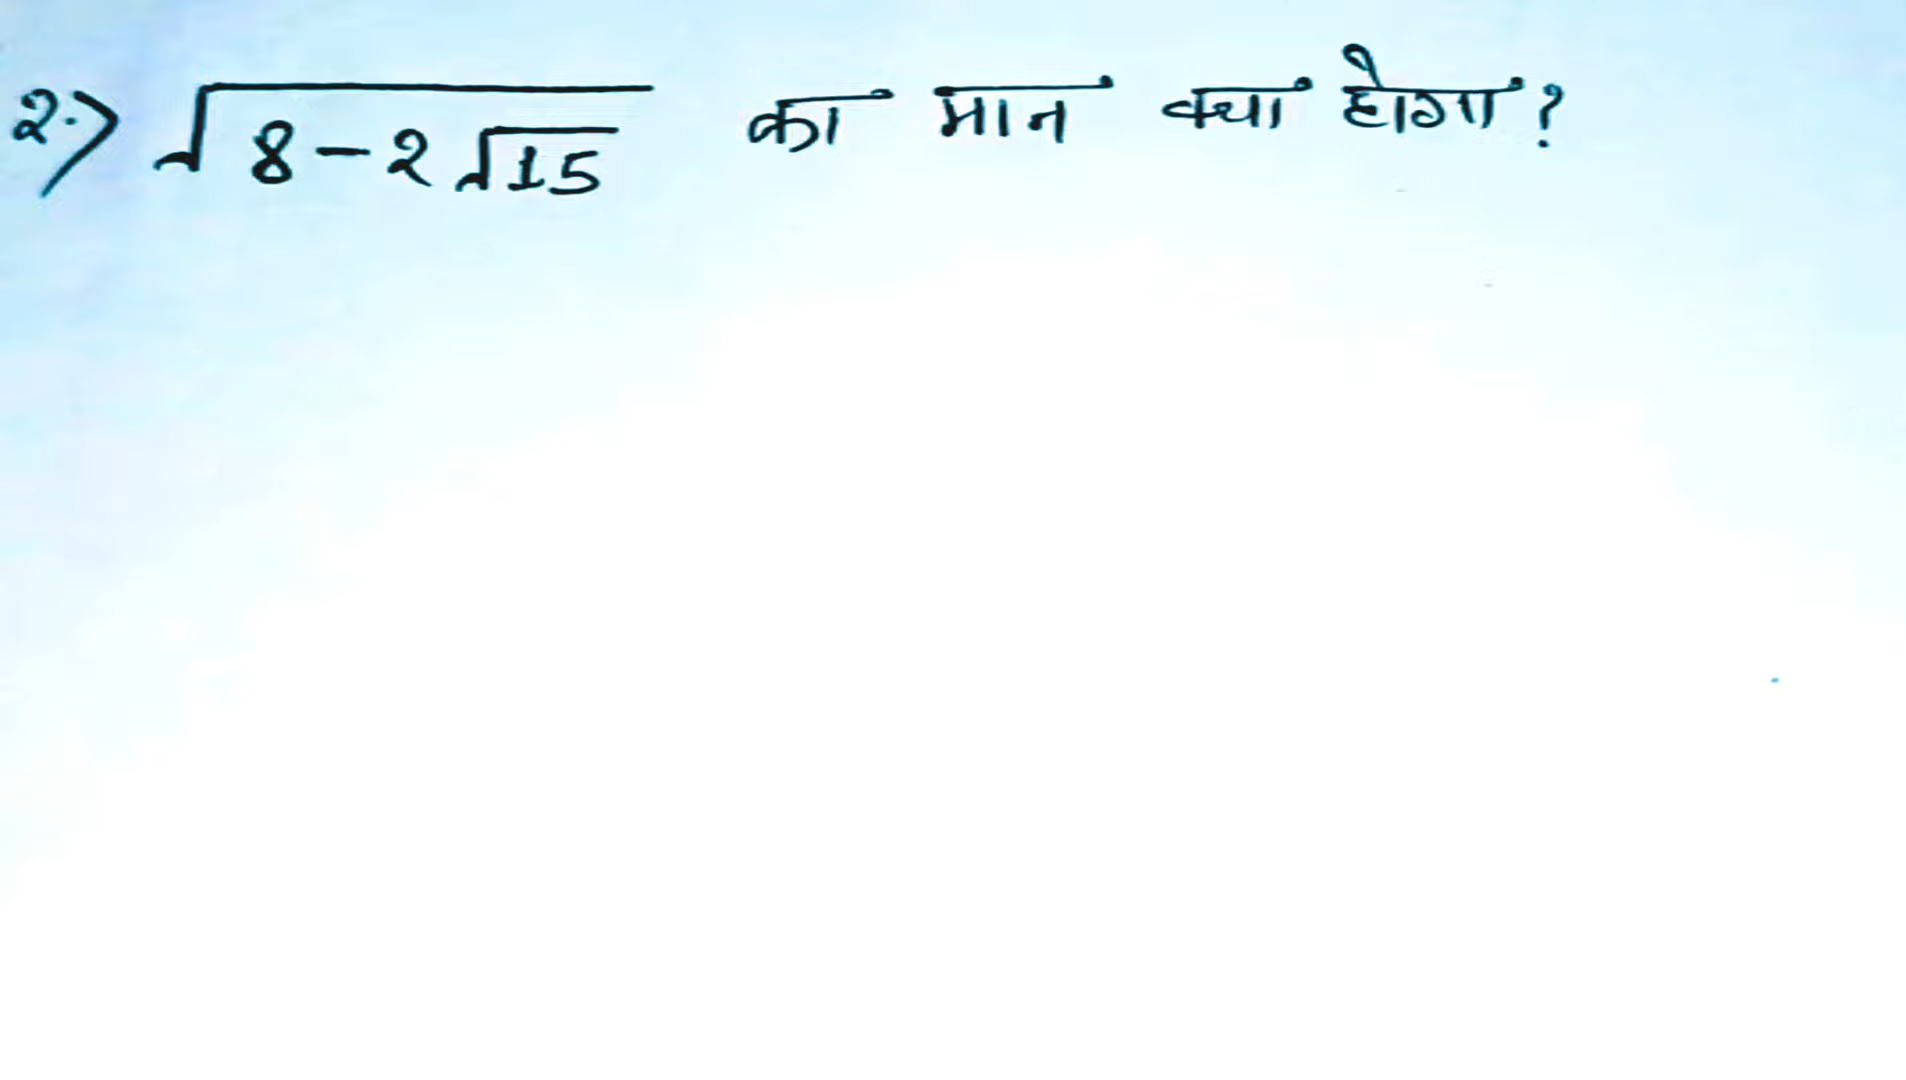 2.> √8-2√15 का मान क्या होगा?